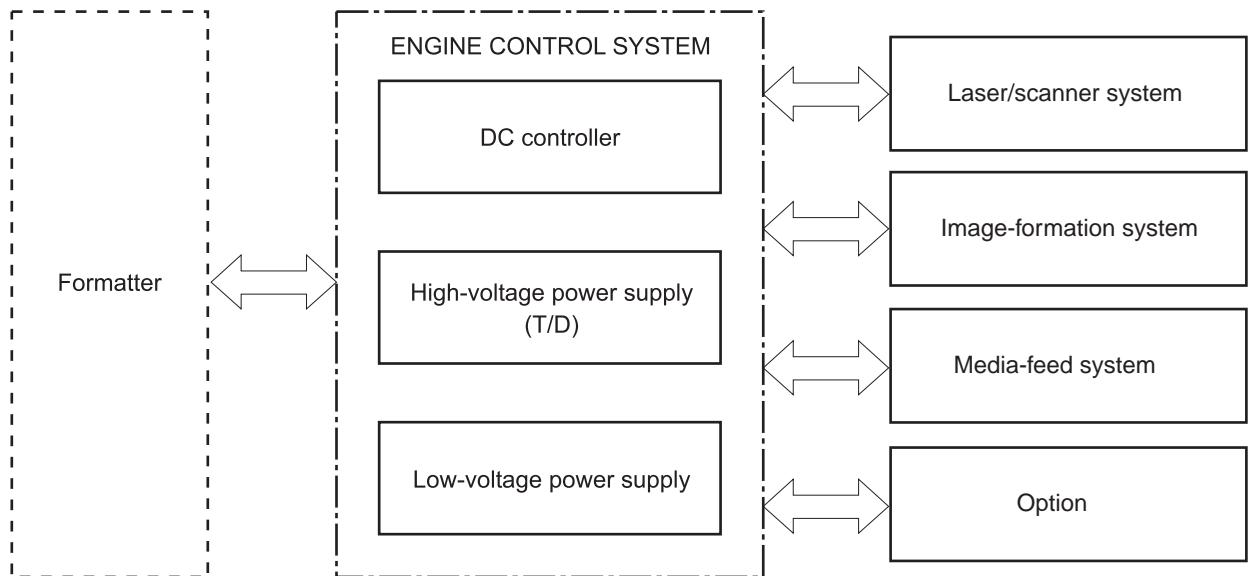 Formatter
ENGINE CONTROL SYSTEM
DC controller
High-voltage power supply
(T/D)
Low-voltage power supply
Laser/scanner system
Image-formation system
Media-feed system
Option